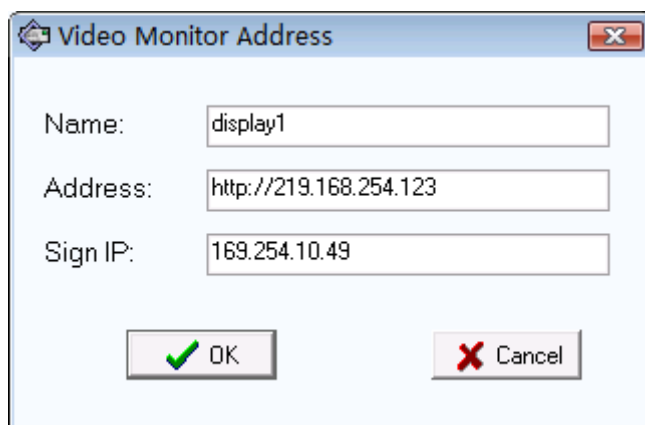 Video Monitor Address
Name: display1
Address: http://219.168.254.123
Sign IP: 169.254.10.49
OK Cancel